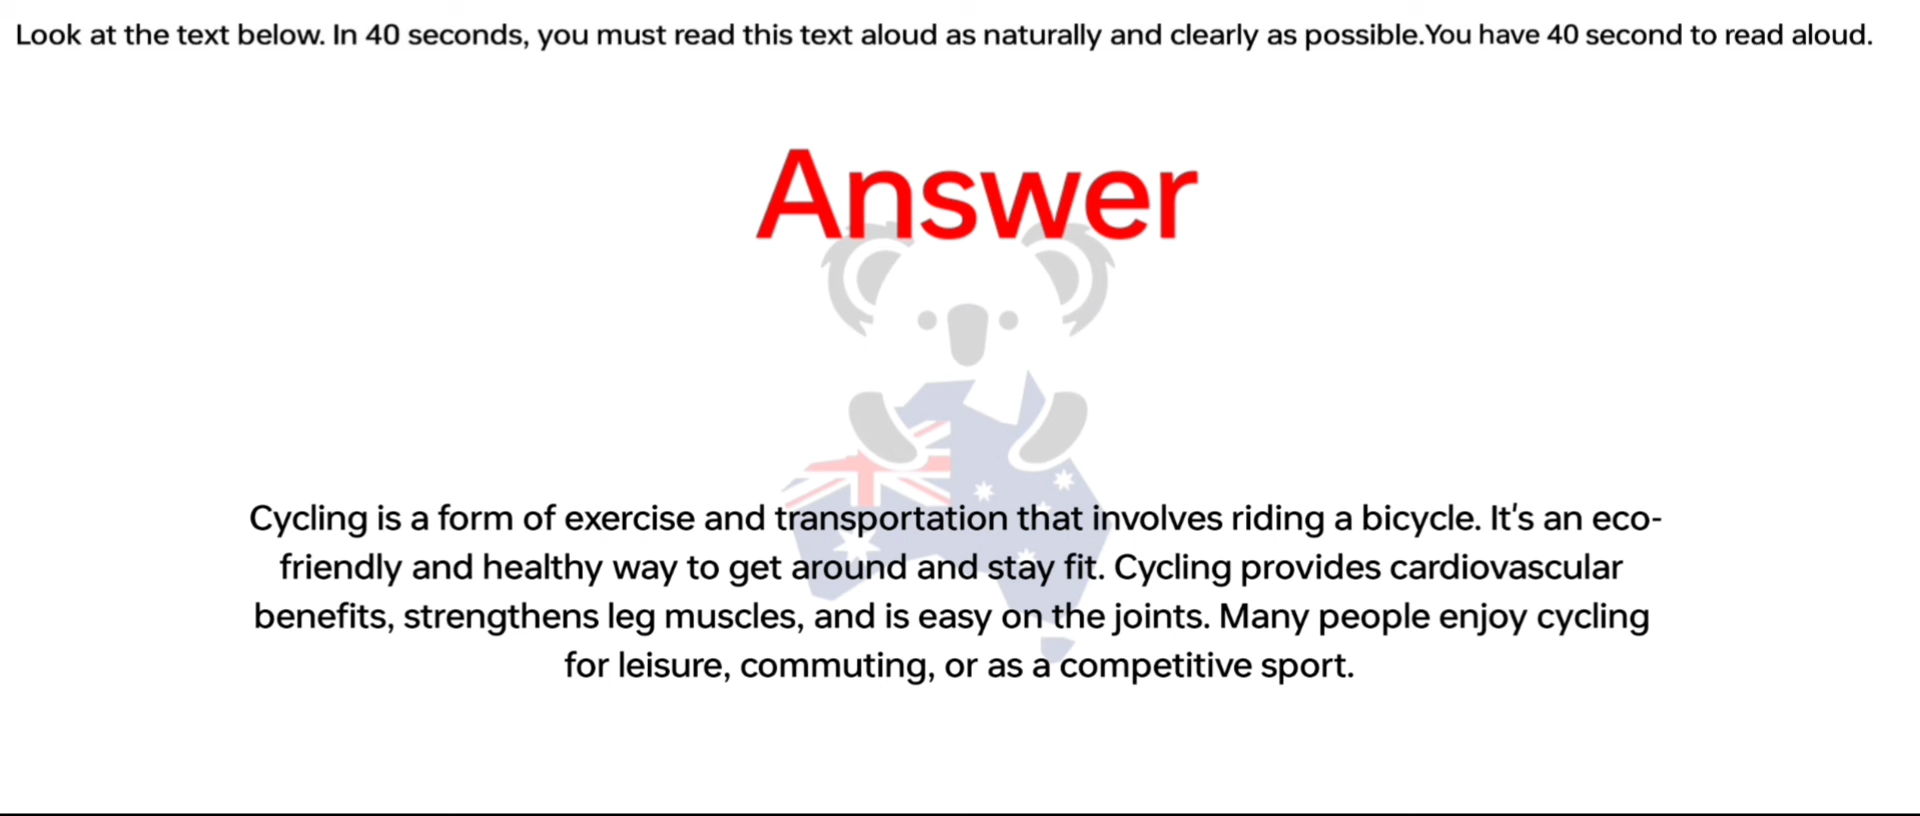 Look at the text below. In 40 seconds, you must read this text aloud as naturally and clearly as possible.You have 40 second to read aloud.
Answer
Cycling is a form of exercise and transportation that involves riding a bicycle. It's an eco-
friendly and healthy way to get around and stay fit. Cycling provides cardiovascular
benefits, strengthens leg muscles, and is easy on the joints. Many people enjoy cycling
for leisure, commuting, or as a competitive sport.